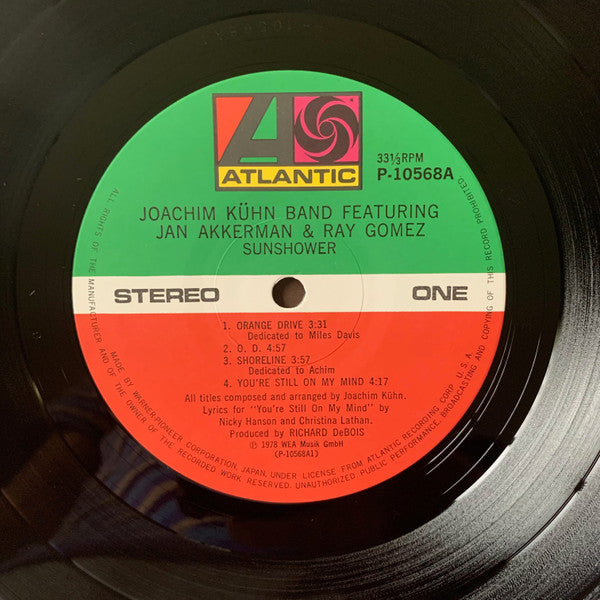 ATLANTIC
33⅓RPM
P-10568A
JOACHIM KÜHN BAND FEATURING
JAN AKKERMAN & RAY GOMEZ
SUNSHOWER
STEREO ONE
1. ORANGE DRIVE 3:31
Dedicated to Miles Davis
2. O. D. 4:57
3. SHORELINE 3:57
Dedicated to Achim
4. YOU'RE STILL ON MY MIND 4:17
All titles composed and arranged by Joachim Kühn.
Lyrics for "You're Still On My Mind" by
Nicky Hanson and Christina Lathan.
Produced by RICHARD DeBOIS
℗ 1978 WEA Musik GmbH
(P-10568A1)
MADE BY WARNER-PIONEER CORPORATION, JAPAN, UNDER LICENSE FROM ATLANTIC RECORDING CORP. U. S. A.
ALL RIGHTS OF THE MANUFACTURER AND OF THE OWNER OF THE RECORDED WORK RESERVED. UNAUTHORIZED PUBLIC PERFORMANCE, BROADCASTING AND COPYING OF THIS RECORD PROHIBITED.